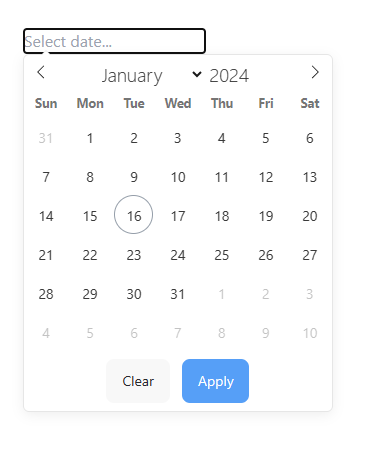 Select date...
January 2024
Sun Mon Tue Wed Thu Fri Sat
31 1 2 3 4 5 6
7 8 9 10 11 12 13
14 15 16 17 18 19 20
21 22 23 24 25 26 27
28 29 30 31 1 2 3
4 5 6 7 8 9 10
Clear Apply